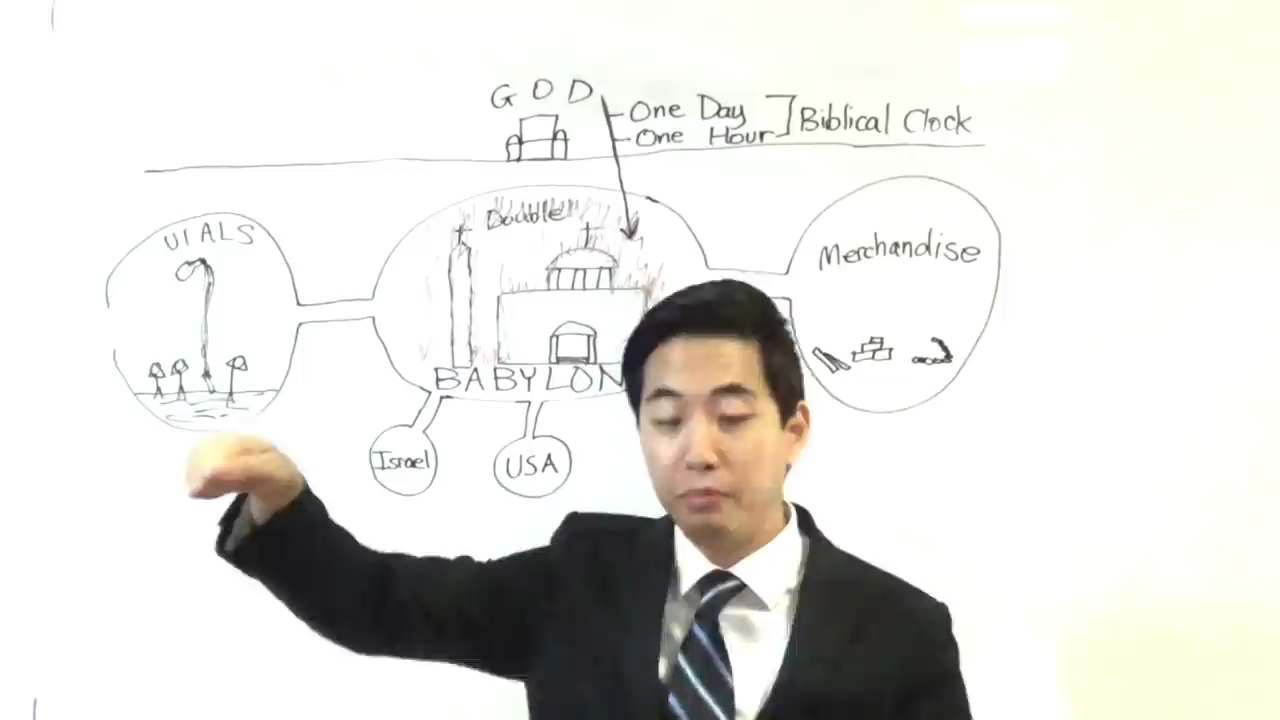 GOD
One Day
One Hour
Biblical Clock
VIALS
Double
Merchandise
BABYLON
Israel
USA